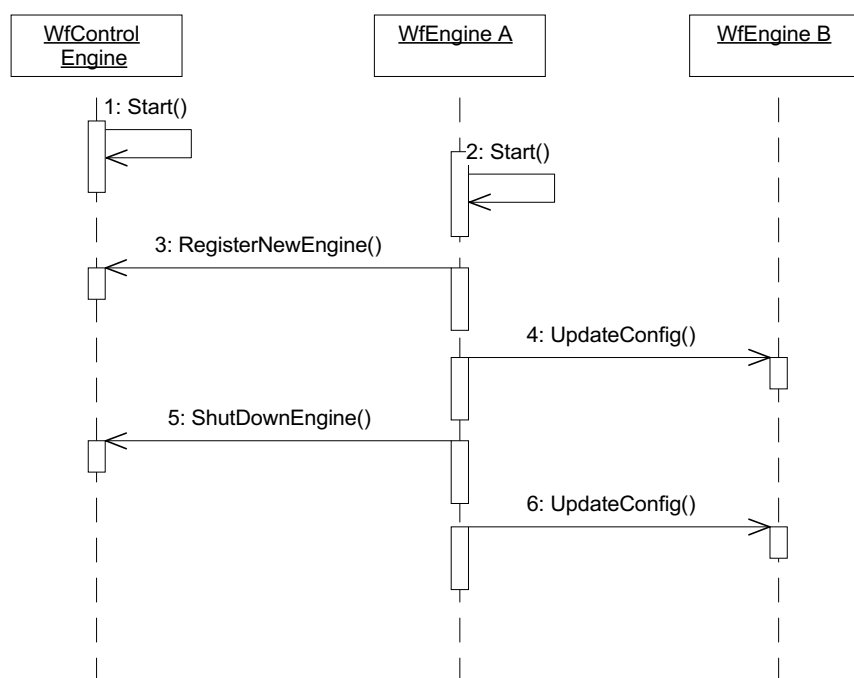 WfControl
Engine
WfEngine A
WfEngine B
1: Start()
2: Start()
3: RegisterNewEngine()
4: UpdateConfig()
5: ShutDownEngine()
6: UpdateConfig()